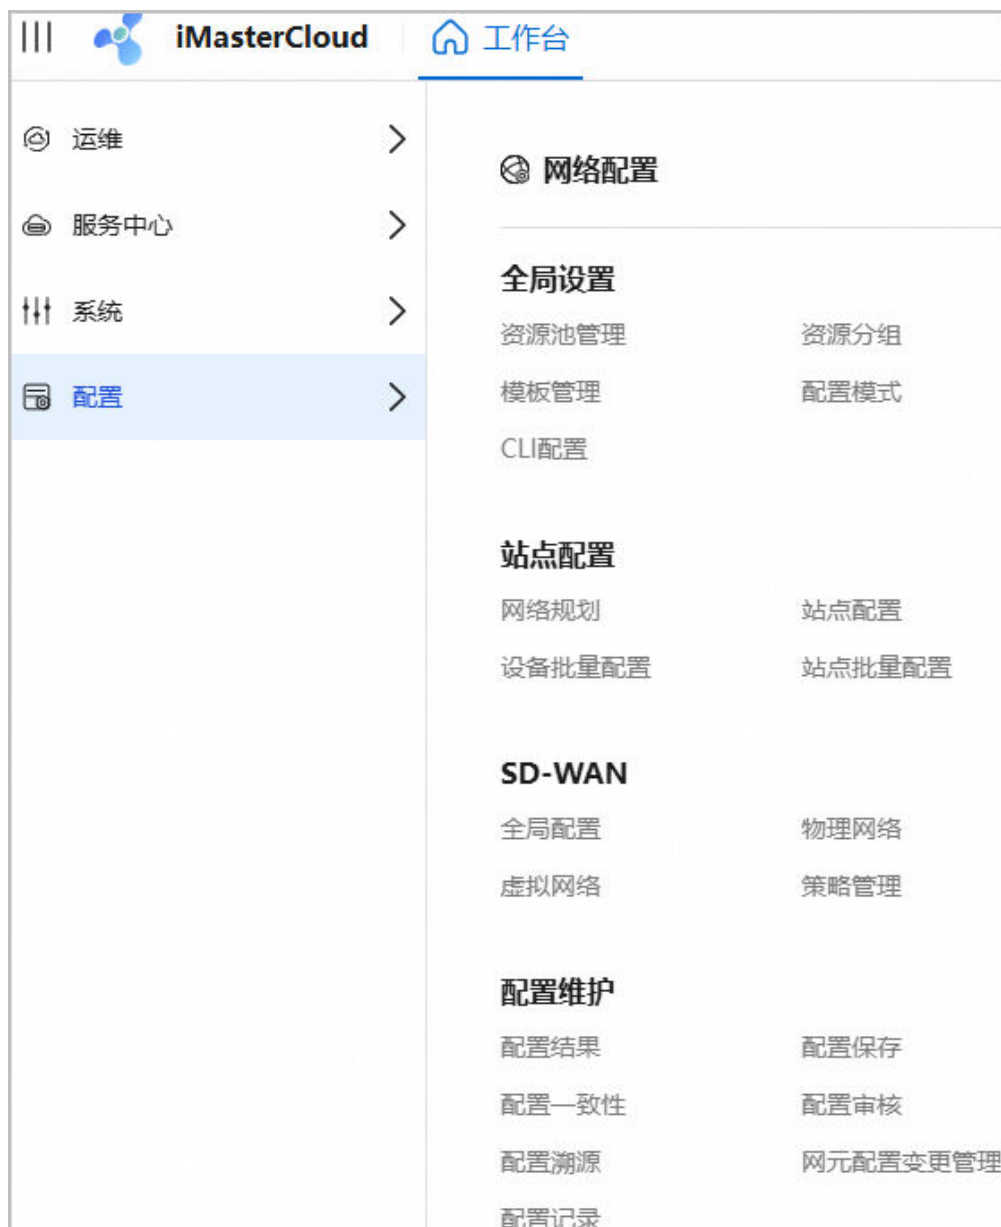 iMasterCloud 工作台
运维
服务中心
系统
配置
网络配置
全局设置
资源池管理 资源分组
模板管理 配置模式
CLI配置
站点配置
网络规划 站点配置
设备批量配置 站点批量配置
SD-WAN
全局配置 物理网络
虚拟网络 策略管理
配置维护
配置结果 配置保存
配置一致性 配置审核
配置溯源 网元配置变更管理
配置记录